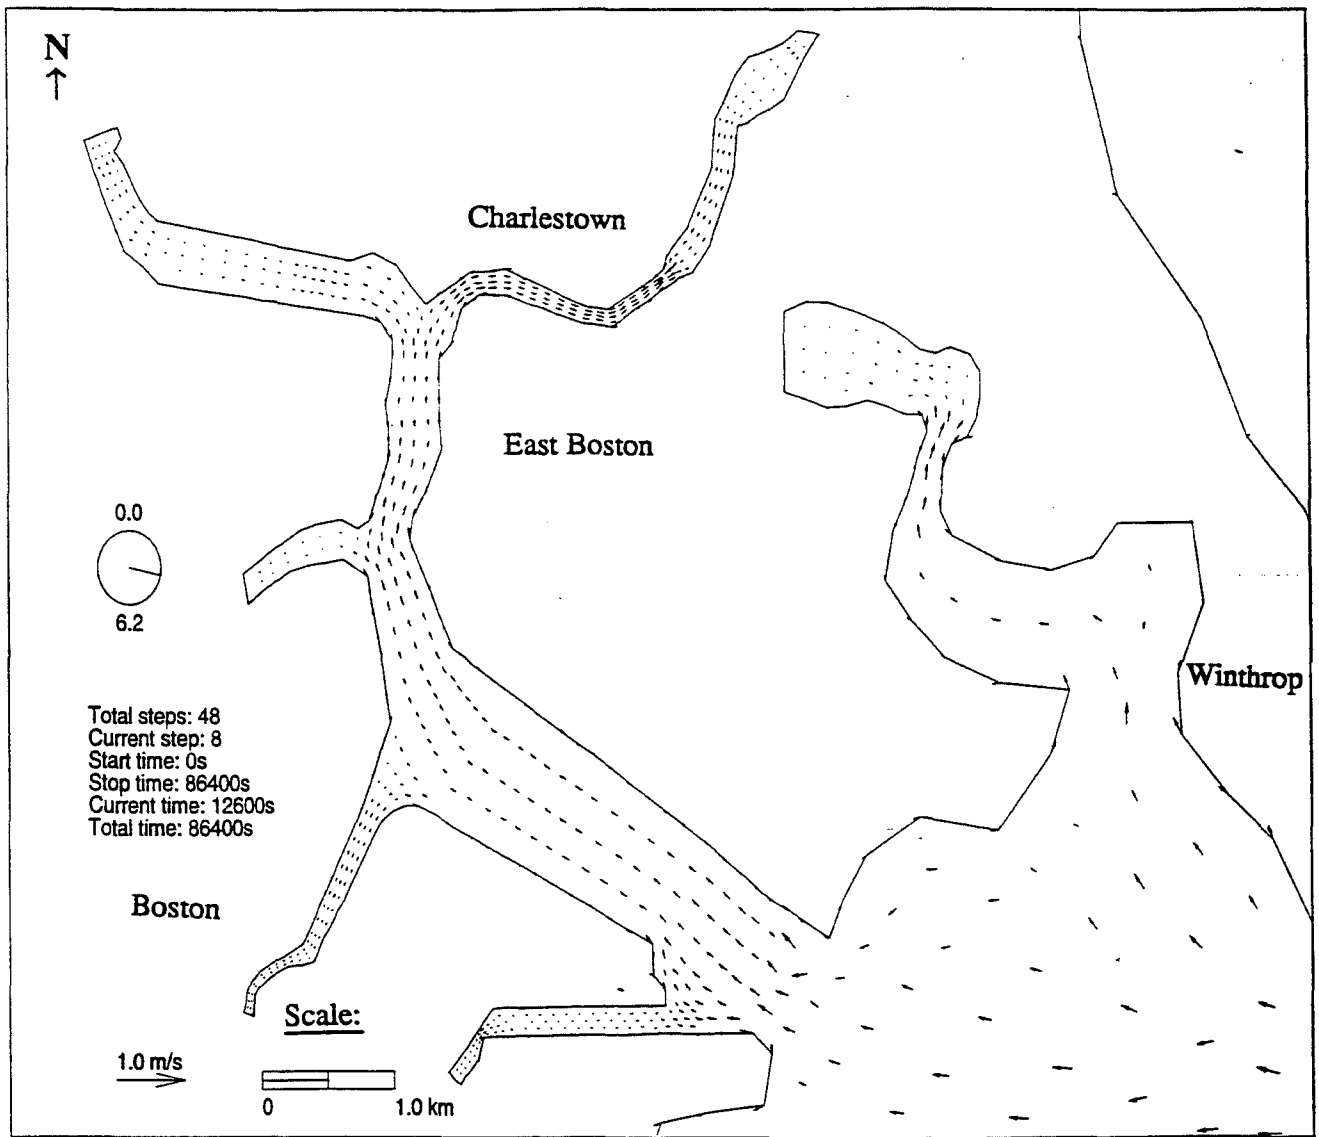 N
Charlestown
East Boston
0.0
6.2
Winthrop
Total steps: 48
Current step: 8
Start time: 0s
Stop time: 86400s
Current time: 12600s
Total time: 86400s
Boston
Scale:
1.0 m/s
0 1.0 km